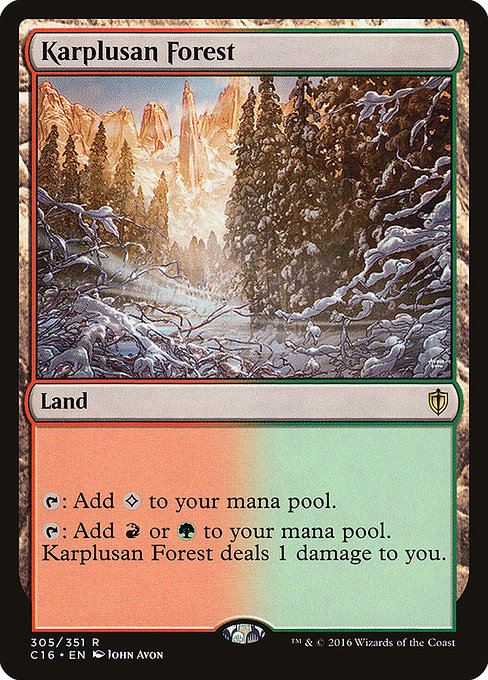 Karplusan Forest
Land
: Add to your mana pool.
: Add or to your mana pool.
Karplusan Forest deals 1 damage to you.
305/351 R
C16 • EN JOHN AVON
™ & © 2016 Wizards of the Coast